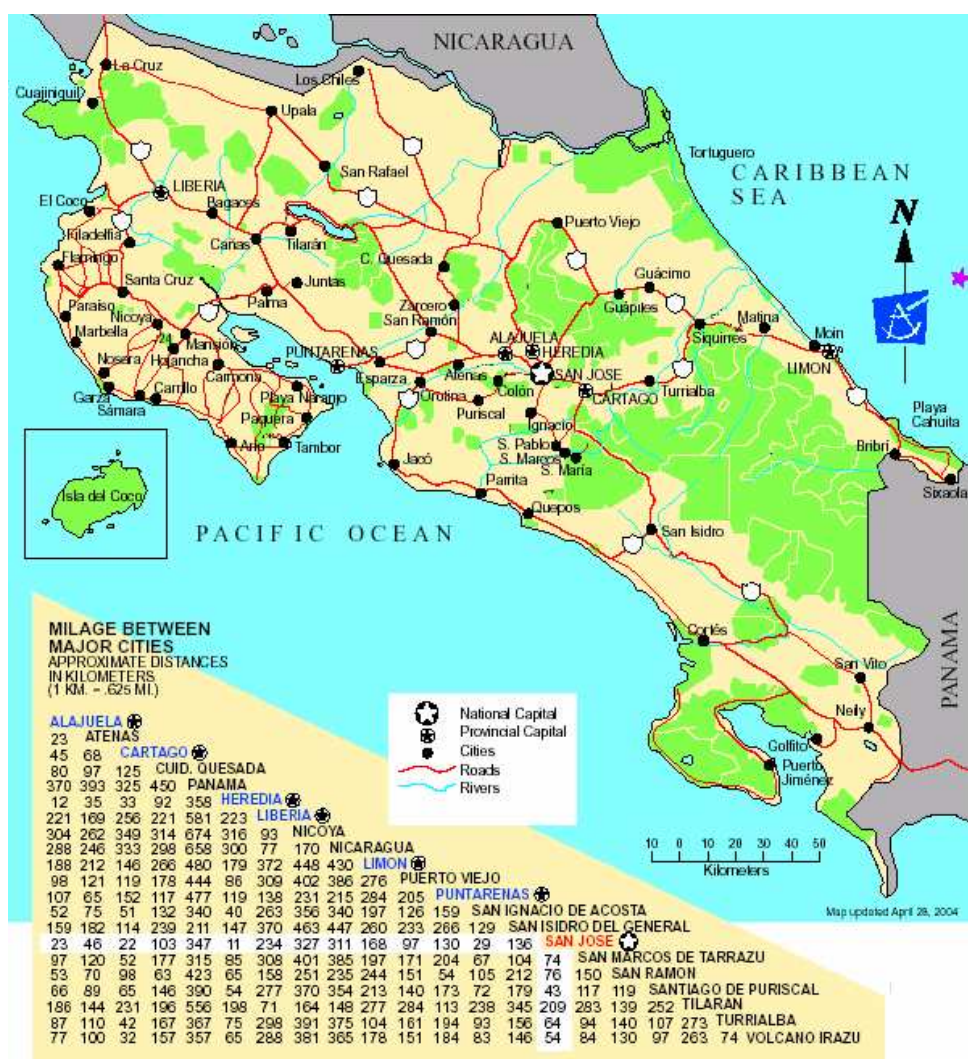 NICARAGUA
La Cruz
Los Chiles
Cuajiniquil
Upala
Tortuguero
CARIBBEAN
SEA
San Rafael
LIBERIA
El Coco
Bagaces
N
Puerto Viejo
Filadelfia
Cañas
Tilarán
Flamingo
C. Quesada
Guácimo
Santa Cruz
Juntas
Palma
Zarcero
Guápiles
Paraiso
Nicoya
San Ramón
Matina
Marbella
24
Mansión
ALAJUELA
Siquirres
Moin
Hojancha
PUNTARENAS
HEREDIA
LIMON
Nosara
Carmona
Esparza
Atenas
SAN JOSE
Colón
Garza
Carrillo
Playa Naranjo
Orotina
CARTAGO
Turrialba
Sámara
Puriscal
Paquera
Ignacio
Playa
Cahuita
Ario
Tambor
S. Pablo
Bribrí
S. Marcos
Jacó
S. María
Sixaola
Isla del Coco
Parrita
Quepos
San Isidro
PACIFIC OCEAN
PANAMA
Cortés
San Vito
Neily
Golfito
Puerto
Jiménez
MILAGE BETWEEN
MAJOR CITIES
APPROXIMATE DISTANCES
IN KILOMETERS
(1 KM. = .625 MI.)
National Capital
Provincial Capital
Cities
Roads
Rivers
10 0 10 20 30 40 50
Kilometers
Map updated April 28, 2004
ALAJUELA
23 ATENAS
45 68 CARTAGO
80 97 125 CUID. QUESADA
370 393 325 450 PANAMA
12 35 33 92 358 HEREDIA
221 169 256 221 581 223 LIBERIA
304 262 349 314 674 316 93 NICOYA
288 246 333 298 658 300 77 170 NICARAGUA
188 212 146 266 480 179 372 448 430 LIMON
98 121 119 178 444 86 309 402 386 276 PUERTO VIEJO
107 65 152 117 477 119 138 231 215 284 205 PUNTARENAS
52 75 51 132 340 40 263 356 340 197 126 159 SAN IGNACIO DE ACOSTA
159 182 114 239 211 147 370 463 447 260 233 266 129 SAN ISIDRO DEL GENERAL
23 46 22 103 347 11 234 327 311 168 97 130 29 136 SAN JOSE
97 120 52 177 315 85 308 401 385 197 171 204 67 104 74 SAN MARCOS DE TARRAZU
53 70 98 63 423 65 158 251 235 244 151 54 105 212 76 150 SAN RAMON
66 89 65 146 390 54 277 370 354 213 140 173 72 179 43 117 119 SANTIAGO DE PURISCAL
186 144 231 196 556 198 71 164 148 277 284 113 238 345 209 283 139 252 TILARAN
87 110 42 167 367 75 298 391 375 104 161 194 93 156 64 94 140 107 273 TURRIALBA
77 100 32 157 357 65 288 381 365 178 151 184 83 146 54 84 130 97 263 74 VOLCANO IRAZU